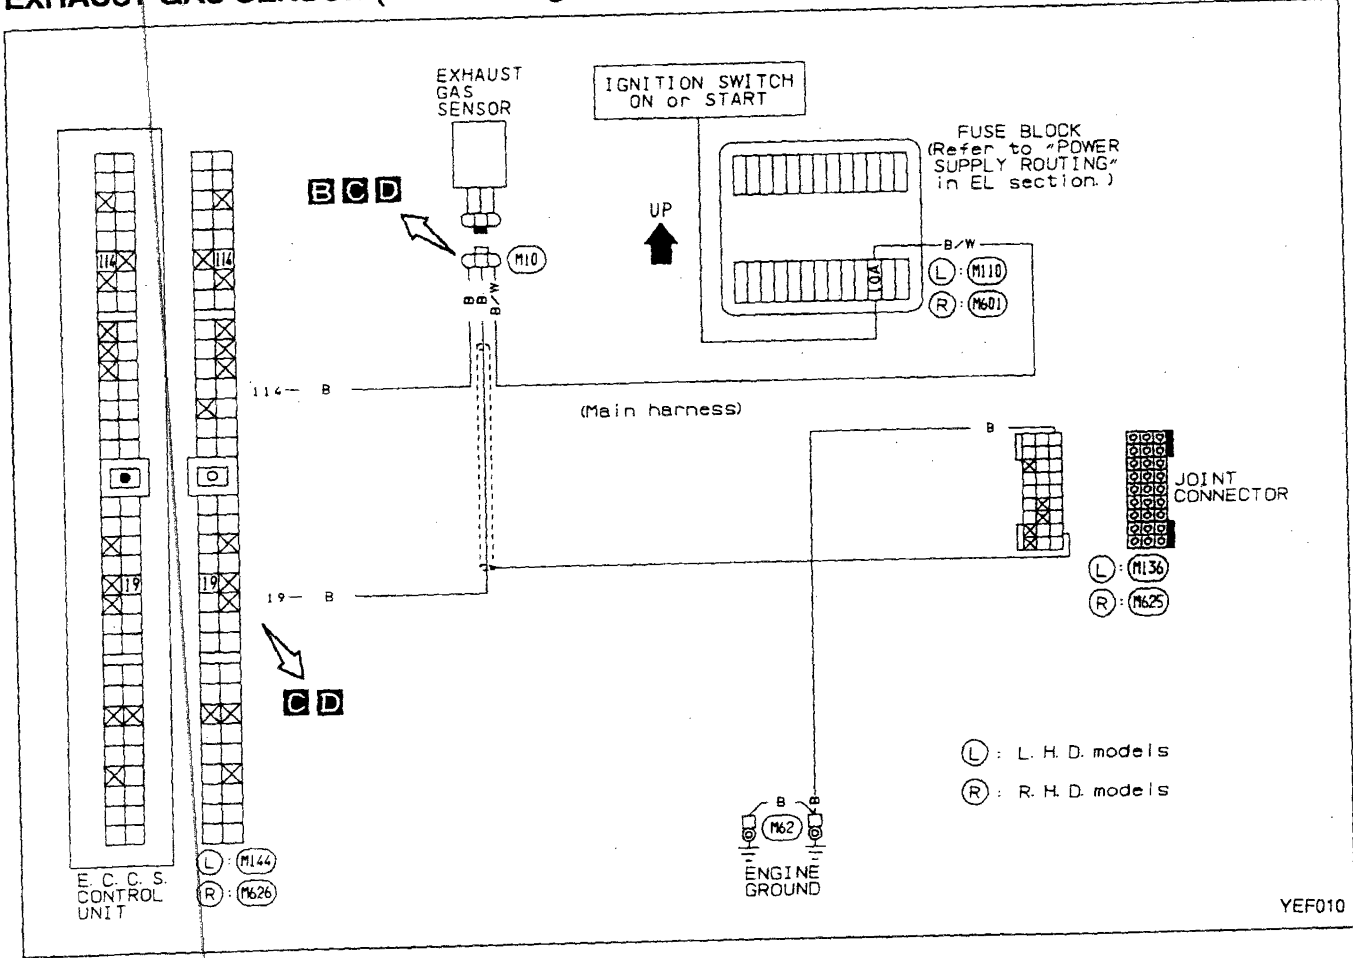 EXHAUST GAS SENSOR
EXHAUST
GAS
SENSOR
IGNITION SWITCH
ON or START
FUSE BLOCK
(Refer to "POWER
SUPPLY ROUTING"
in EL section.)
B C D
UP
M10
B/W
L : M110
R : M601
10A
B
B
B/W
114
114
114 — B
(Main harness)
B
JOINT
CONNECTOR
L : M136
R : M625
19
19
19 — B
C D
L : L. H. D. models
R : R. H. D. models
B
B
M62
ENGINE
GROUND
L : M144
R : M626
E. C. C. S.
CONTROL
UNIT
YEF010